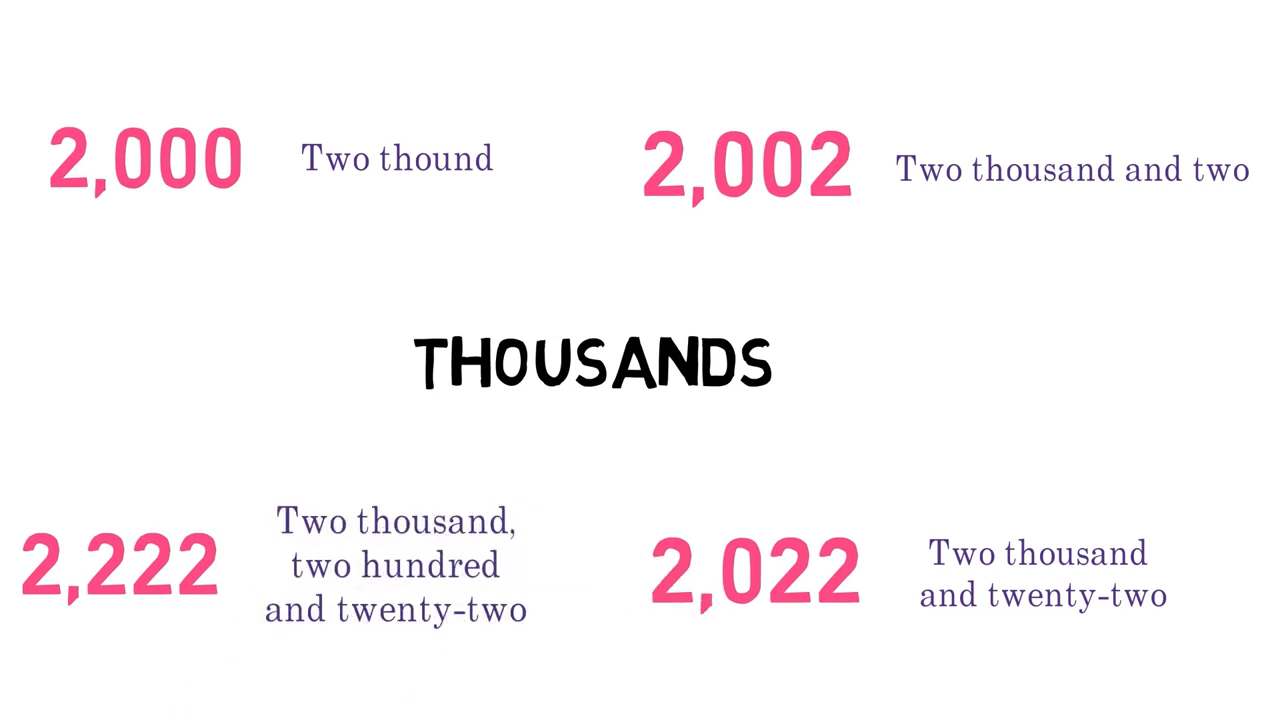 2,000 Two thound
2,002 Two thousand and two
THOUSANDS
2,222
Two thousand,
two hundred
and twenty-two
2,022
Two thousand
and twenty-two